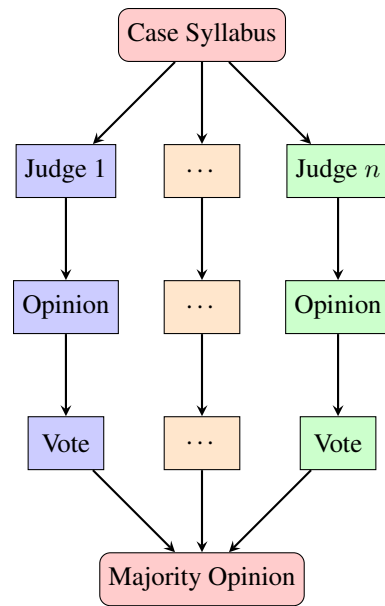 Case Syllabus
Judge 1
...
Judge n
Opinion
...
Opinion
Vote
...
Vote
Majority Opinion